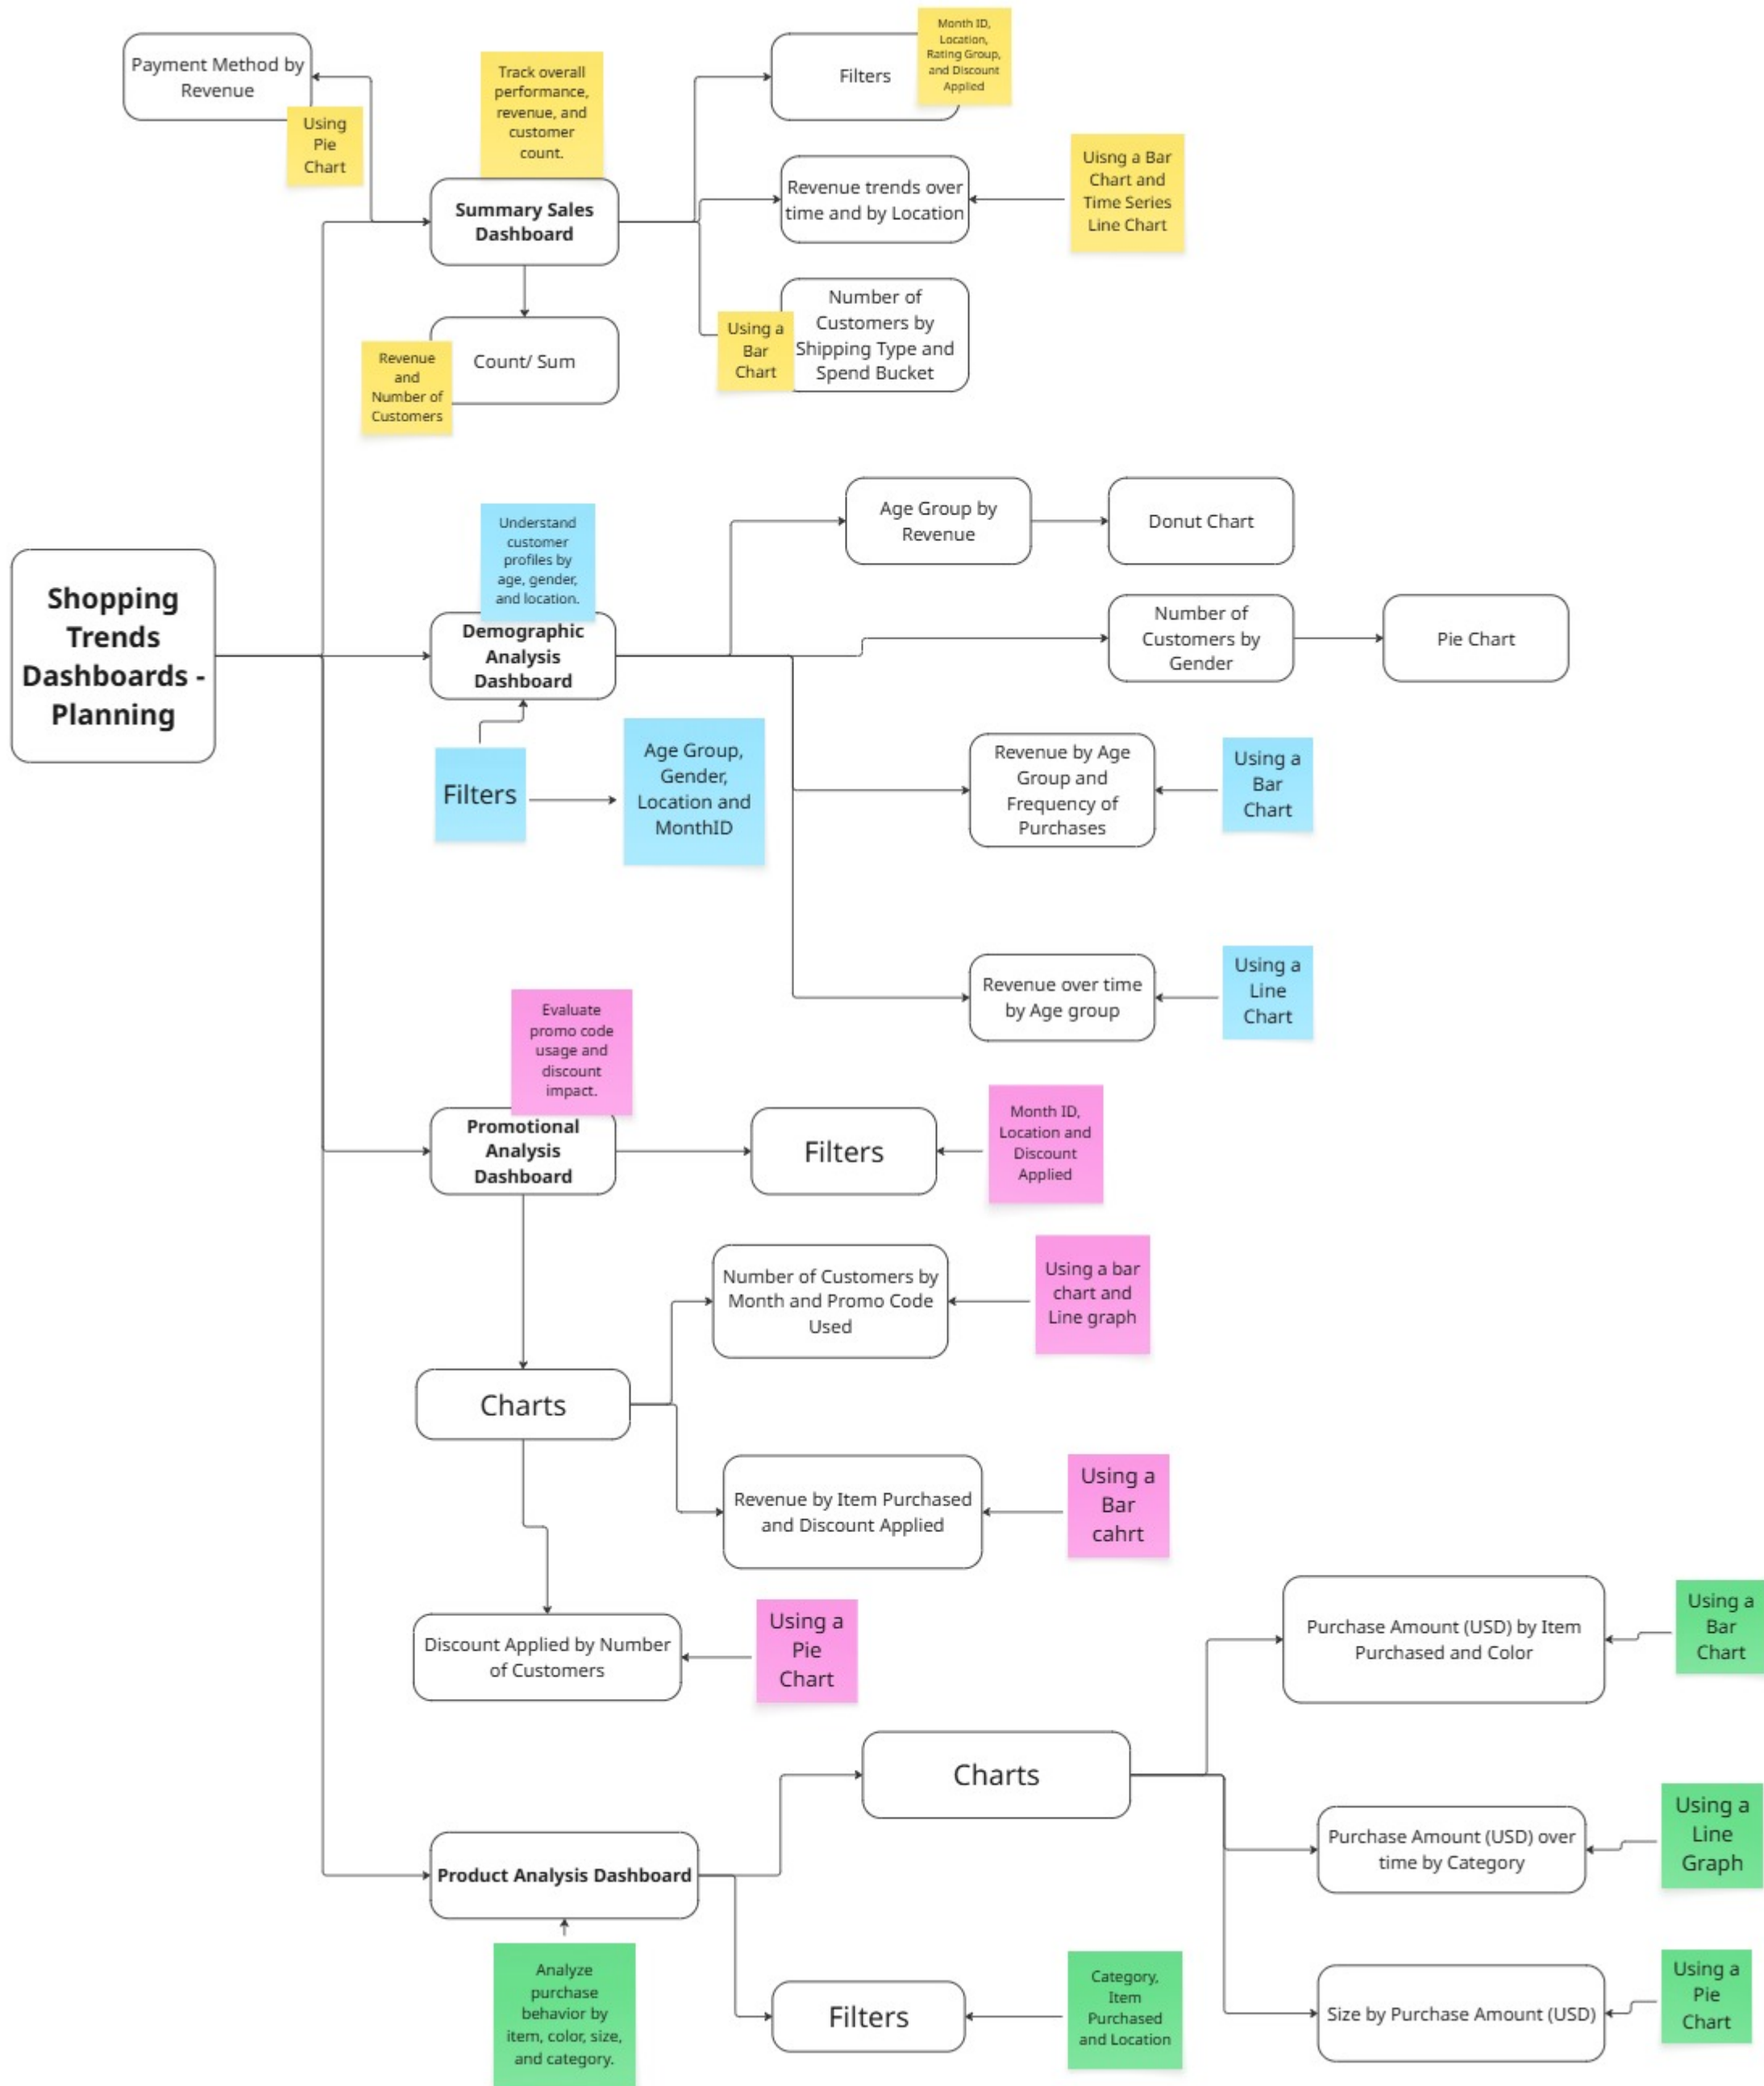 Payment Method by
Revenue
Using
Pie
Chart
Track overall
performance,
revenue, and
customer
count.
Summary Sales
Dashboard
Revenue
and
Number of
Customers
Count/ Sum
Filters
Month ID,
Location,
Rating Group,
and Discount
Applied
Revenue trends over
time and by Location
Uisng a Bar
Chart and
Time Series
Line Chart
Using a
Bar
Chart
Number of
Customers by
Shipping Type and
Spend Bucket
Shopping
Trends
Dashboards -
Planning
Understand
customer
profiles by
age, gender,
and location.
Demographic
Analysis
Dashboard
Filters
Age Group,
Gender,
Location and
MonthID
Age Group by
Revenue
Donut Chart
Number of
Customers by
Gender
Pie Chart
Revenue by Age
Group and
Frequency of
Purchases
Using a
Bar
Chart
Revenue over time
by Age group
Using a
Line
Chart
Evaluate
promo code
usage and
discount
impact.
Promotional
Analysis
Dashboard
Filters
Month ID,
Location and
Discount
Applied
Charts
Number of Customers by
Month and Promo Code
Used
Using a bar
chart and
Line graph
Revenue by Item Purchased
and Discount Applied
Using a
Bar
cahrt
Discount Applied by Number
of Customers
Using a
Pie
Chart
Product Analysis Dashboard
Analyze
purchase
behavior by
item, color, size,
and category.
Charts
Purchase Amount (USD) by Item
Purchased and Color
Using a
Bar
Chart
Purchase Amount (USD) over
time by Category
Using a
Line
Graph
Size by Purchase Amount (USD)
Using a
Pie
Chart
Filters
Category,
Item
Purchased
and Location